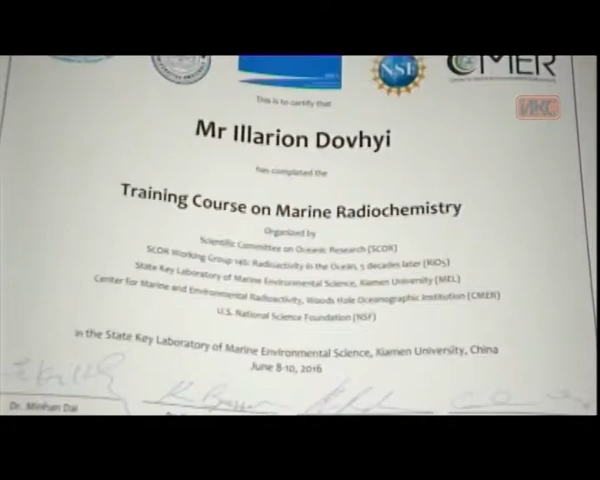 NSF
CMER
ИКС
This is to certify that
Mr Illarion Dovhyi
has completed the
Training Course on Marine Radiochemistry
Organized by
Scientific Committee on Oceanic Research (SCOR)
SCOR Working Group 146: Radioactivity in the Ocean, 5 decades later (RiO5)
State Key Laboratory of Marine Environmental Science, Xiamen University (MEL)
Center for Marine and Environmental Radioactivity, Woods Hole Oceanographic Institution (CMER)
U.S. National Science Foundation (NSF)
in the State Key Laboratory of Marine Environmental Science, Xiamen University, China
June 8-10, 2016
Dr. Minhan Dai